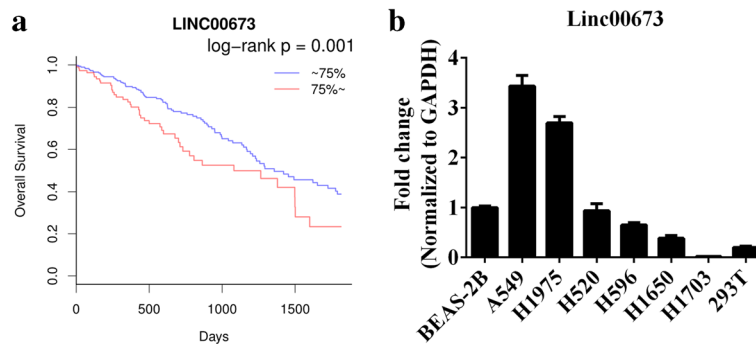 a
LINC00673
log-rank p = 0.001
~75%
75%~
Overall Survival
1.0
0.8
0.6
0.4
0.2
0.0
0 500 1000 1500
Days
b
Linc00673
Fold change
(Normalized to GAPDH)
4
3
2
1
0
BEAS-2B A549 H1975 H520 H596 H1650 H1703 293T